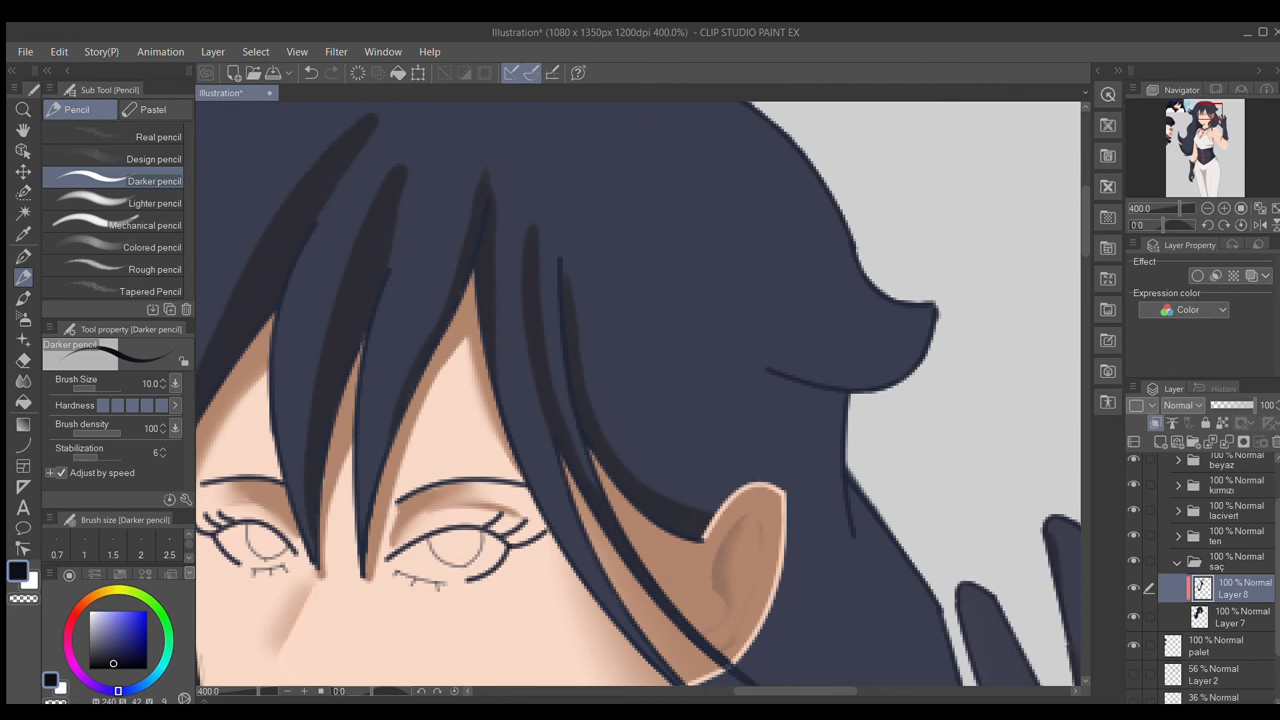 Illustration* (1080 x 1350px 1200dpi 400.0%) - CLIP STUDIO PAINT EX
File Edit Story(P) Animation Layer Select View Filter Window Help
Sub Tool [Pencil]
Pencil Pastel
Real pencil
Design pencil
Darker pencil
Lighter pencil
Mechanical pencil
Colored pencil
Rough pencil
Tapered Pencil
Tool property [Darker pencil]
Darker pencil
Brush Size 10.0
Hardness
Brush density 100
Stabilization 6
Adjust by speed
Brush size [Darker pencil]
0.7 1 1.5 2 2.5
Illustration*
400.0 0.0
Navigator
400.0
0.0
Layer Property
Effect
Expression color
Color
Layer History
Normal 100
100 % Normal
beyaz
100 % Normal
kırmızı
100 % Normal
lacivert
100 % Normal
ten
100 % Normal
saç
100 % Normal
Layer 8
100 % Normal
Layer 7
100 % Normal
palet
56 % Normal
Layer 2
36 % Normal